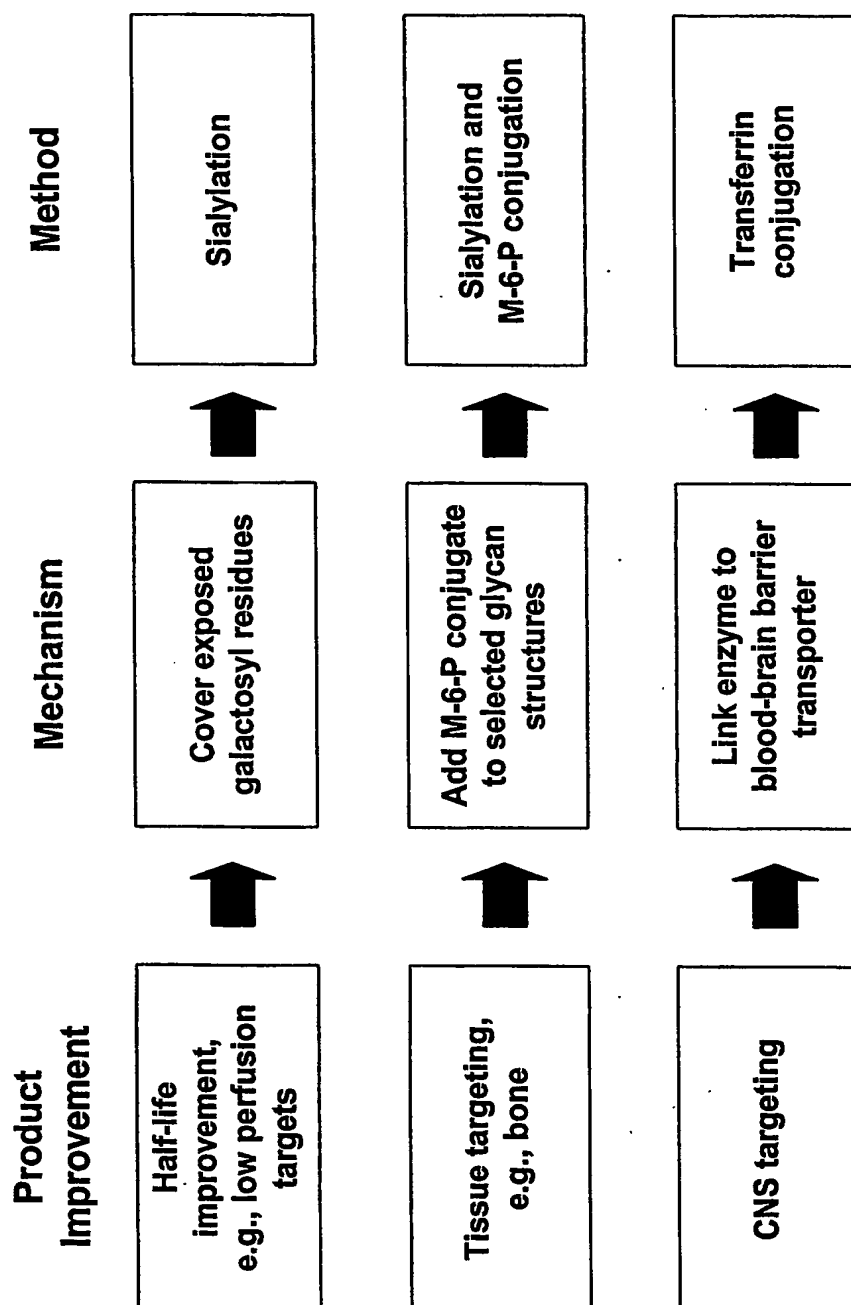 Product
Improvement
Mechanism
Method
Half-life
improvement,
e.g., low perfusion
targets
Cover exposed
galactosyl residues
Sialylation
Tissue targeting,
e.g., bone
Add M-6-P conjugate
to selected glycan
structures
Sialylation and
M-6-P conjugation
CNS targeting
Link enzyme to
blood-brain barrier
transporter
Transferrin
conjugation